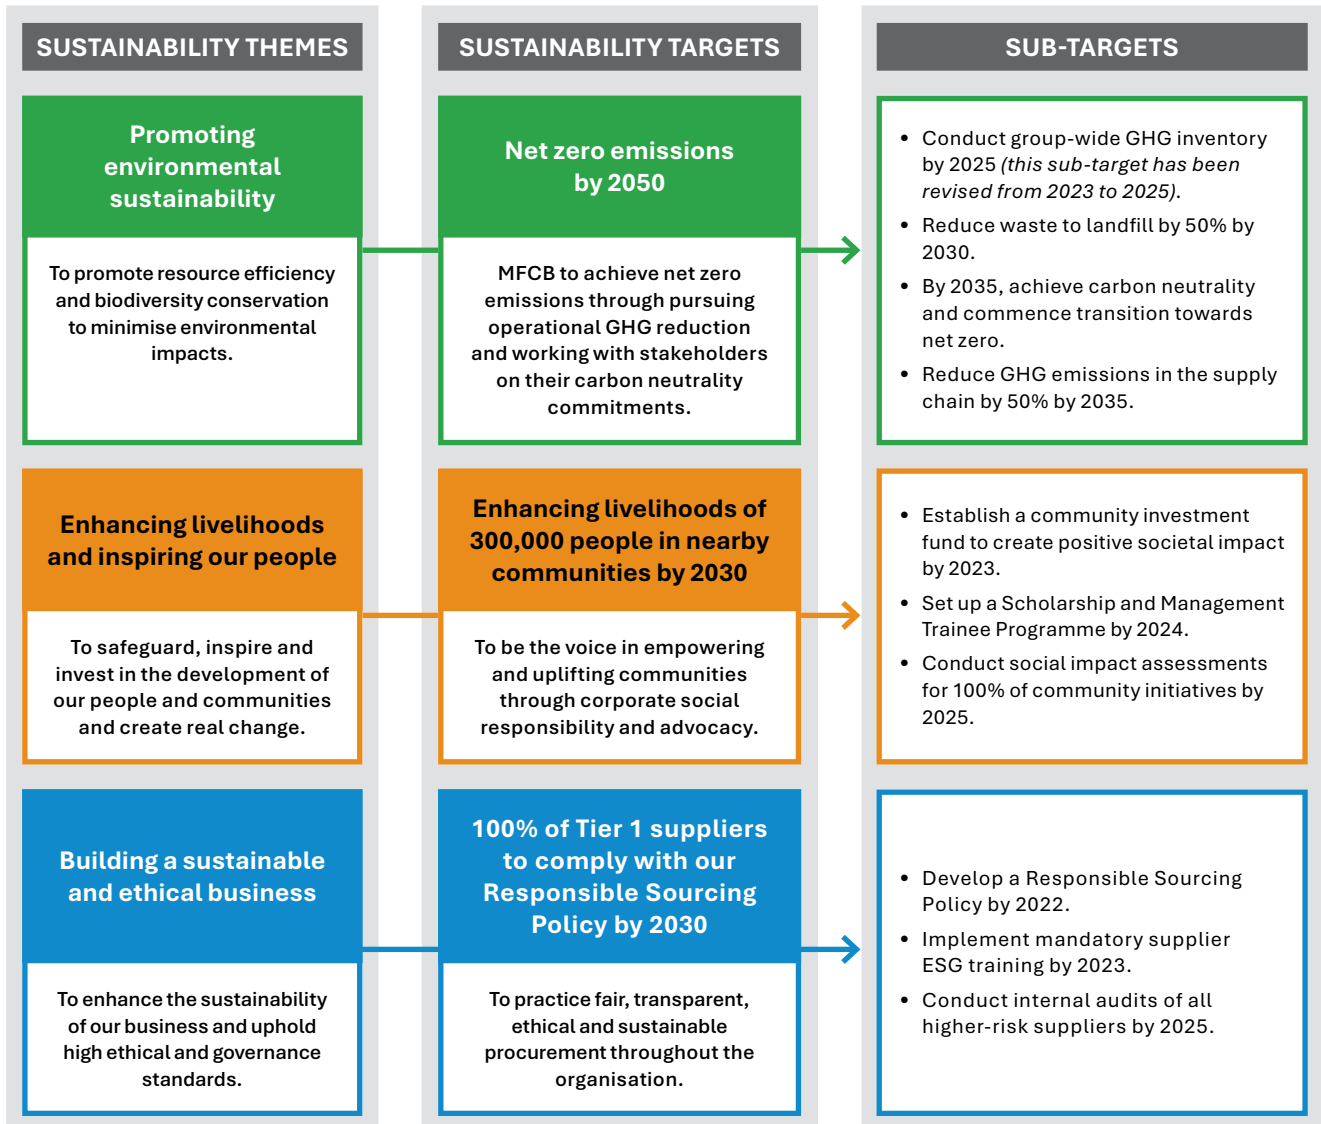 SUSTAINABILITY THEMES
SUSTAINABILITY TARGETS
SUB-TARGETS
Promoting
environmental
sustainability
To promote resource efficiency
and biodiversity conservation
to minimise environmental
impacts.
Net zero emissions
by 2050
MFCB to achieve net zero
emissions through pursuing
operational GHG reduction
and working with stakeholders
on their carbon neutrality
commitments.
• Conduct group-wide GHG inventory
by 2025 (this sub-target has been
revised from 2023 to 2025).
• Reduce waste to landfill by 50% by
2030.
• By 2035, achieve carbon neutrality
and commence transition towards
net zero.
• Reduce GHG emissions in the supply
chain by 50% by 2035.
Enhancing livelihoods
and inspiring our people
To safeguard, inspire and
invest in the development of
our people and communities
and create real change.
Enhancing livelihoods of
300,000 people in nearby
communities by 2030
To be the voice in empowering
and uplifting communities
through corporate social
responsibility and advocacy.
• Establish a community investment
fund to create positive societal impact
by 2023.
• Set up a Scholarship and Management
Trainee Programme by 2024.
• Conduct social impact assessments
for 100% of community initiatives by
2025.
Building a sustainable
and ethical business
To enhance the sustainability
of our business and uphold
high ethical and governance
standards.
100% of Tier 1 suppliers
to comply with our
Responsible Sourcing
Policy by 2030
To practice fair, transparent,
ethical and sustainable
procurement throughout the
organisation.
• Develop a Responsible Sourcing
Policy by 2022.
• Implement mandatory supplier
ESG training by 2023.
• Conduct internal audits of all
higher-risk suppliers by 2025.